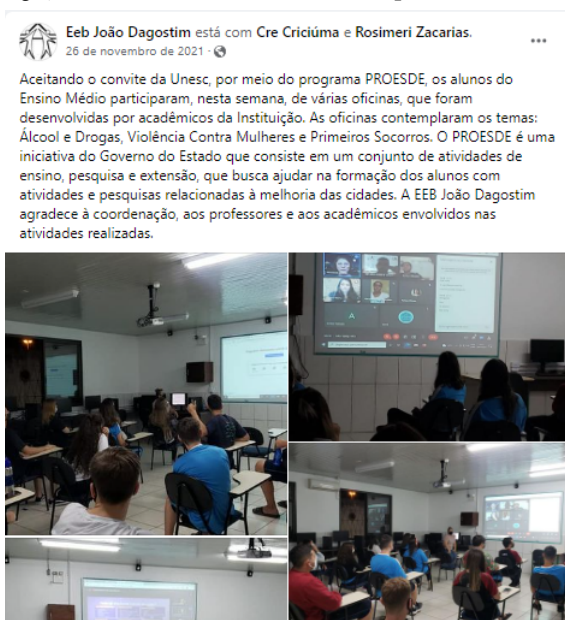 Eeb João Dagostim está com Cre Criciúma e Rosimeri Zacarias.
26 de novembro de 2021 ·
Aceitando o convite da Unesc, por meio do programa PROESDE, os alunos do
Ensino Médio participaram, nesta semana, de várias oficinas, que foram
desenvolvidas por acadêmicos da Instituição. As oficinas contemplaram os temas:
Álcool e Drogas, Violência Contra Mulheres e Primeiros Socorros. O PROESDE é uma
iniciativa do Governo do Estado que consiste em um conjunto de atividades de
ensino, pesquisa e extensão, que busca ajudar na formação dos alunos com
atividades e pesquisas relacionadas à melhoria das cidades. A EEB João Dagostim
agradece à coordenação, aos professores e aos acadêmicos envolvidos nas
atividades realizadas.
A